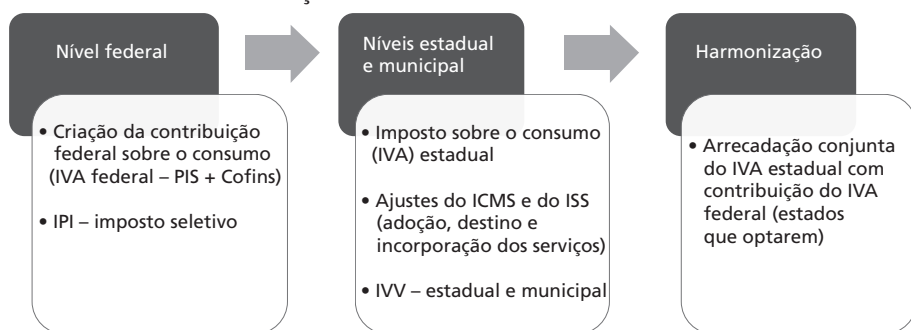 Nível federal
• Criação da contribuição
federal sobre o consumo
(IVA federal – PIS + Cofins)
• IPI – imposto seletivo
Níveis estadual
e municipal
• Imposto sobre o consumo
(IVA) estadual
• Ajustes do ICMS e do ISS
(adoção, destino e
incorporação dos serviços)
• IVV – estadual e municipal
Harmonização
• Arrecadação conjunta
do IVA estadual com
contribuição do IVA
federal (estados
que optarem)